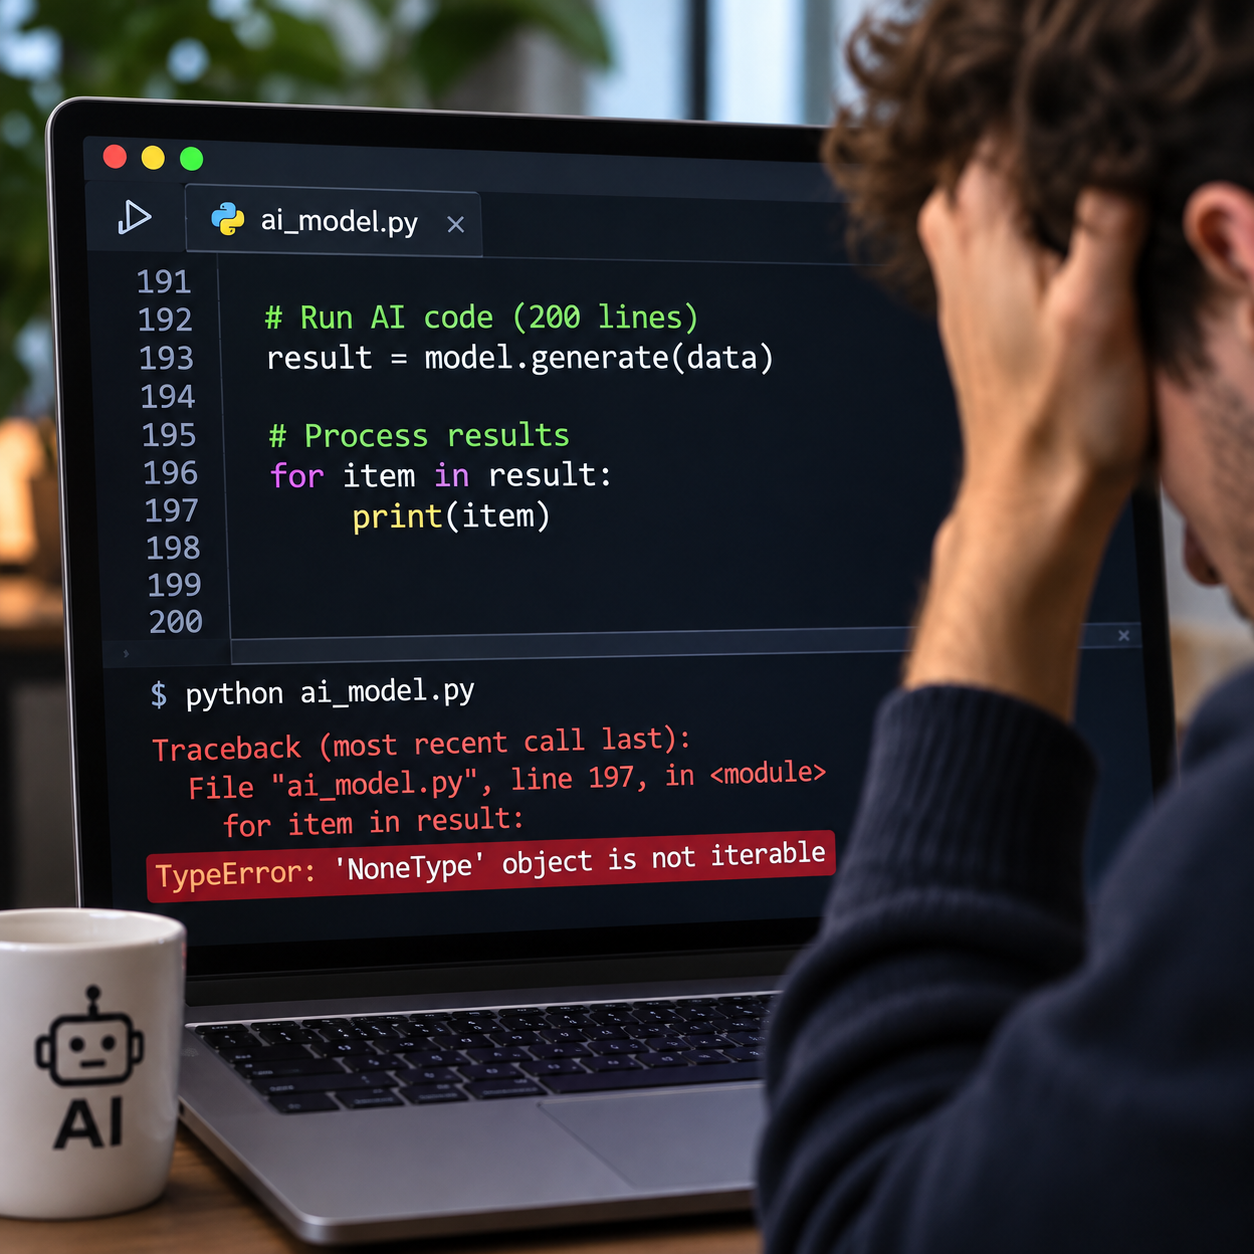 ai_model.py
191
192 # Run AI code (200 lines)
193 result = model.generate(data)
194
195 # Process results
196 for item in result:
197 print(item)
198
199
200
$ python ai_model.py
Traceback (most recent call last):
File "ai_model.py", line 197, in <module>
for item in result:
TypeError: 'NoneType' object is not iterable
AI